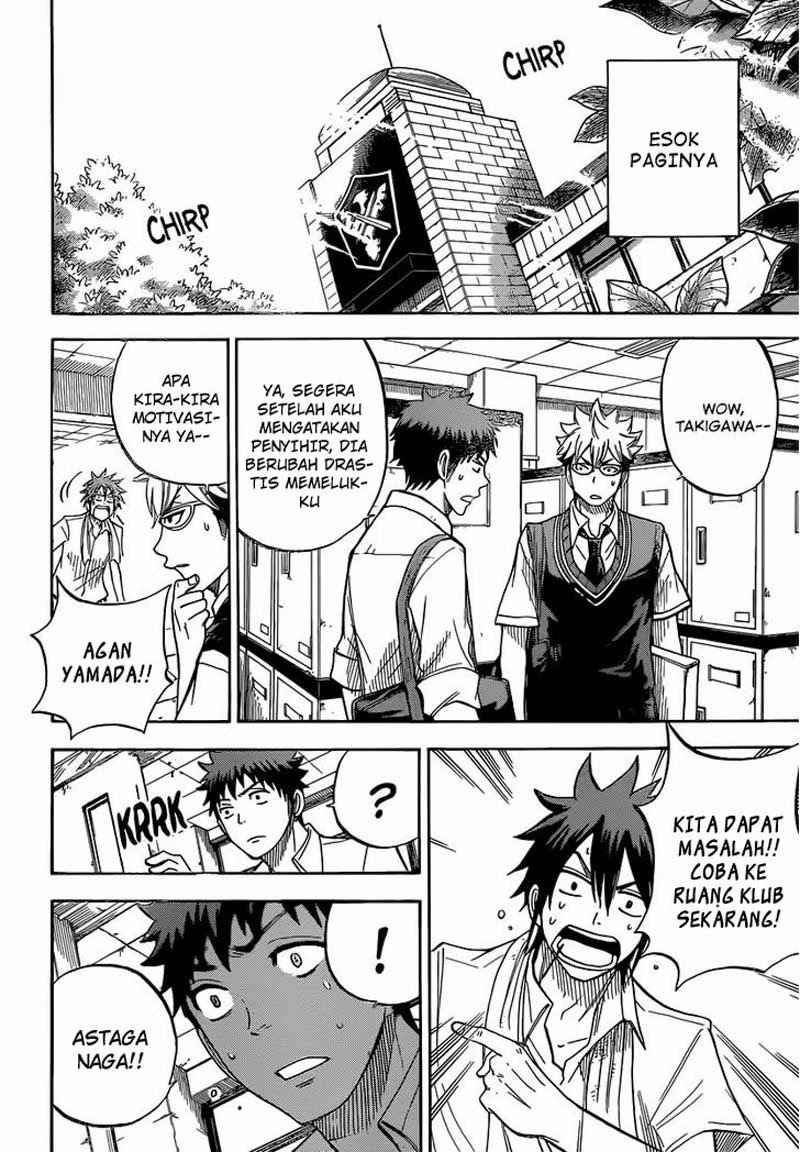 CHIRP
ESOK
PAGINYA
CHIRP
WOW,
TAKIGAWA--
YA, SEGERA
SETELAH AKU
MENGATAKAN
PENYIHIR, DIA
BERUBAH DRAS-
TIS MEMELUK-
KU
APA
KIRA-KIRA
MOTIVASI-
NYA YA--
AGAN
YAMADA!!
KITA DAPAT
MASALAH!!
COBA KE
RUANG KLUB
SEKARANG!
?
KRRK
!
ASTAGA
NAGA!!